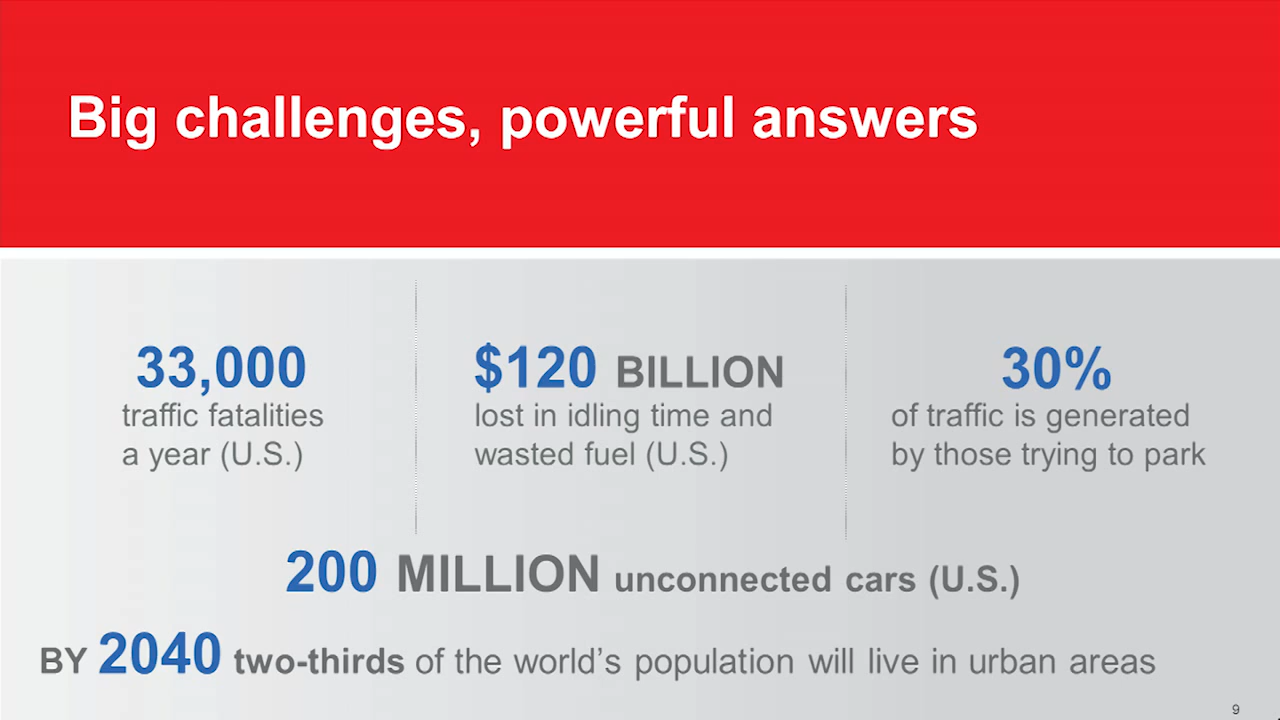 Big challenges, powerful answers
33,000
traffic fatalities
a year (U.S.)
$120 BILLION
lost in idling time and
wasted fuel (U.S.)
30%
of traffic is generated
by those trying to park
200 MILLION unconnected cars (U.S.)
BY 2040 two-thirds of the world’s population will live in urban areas
9